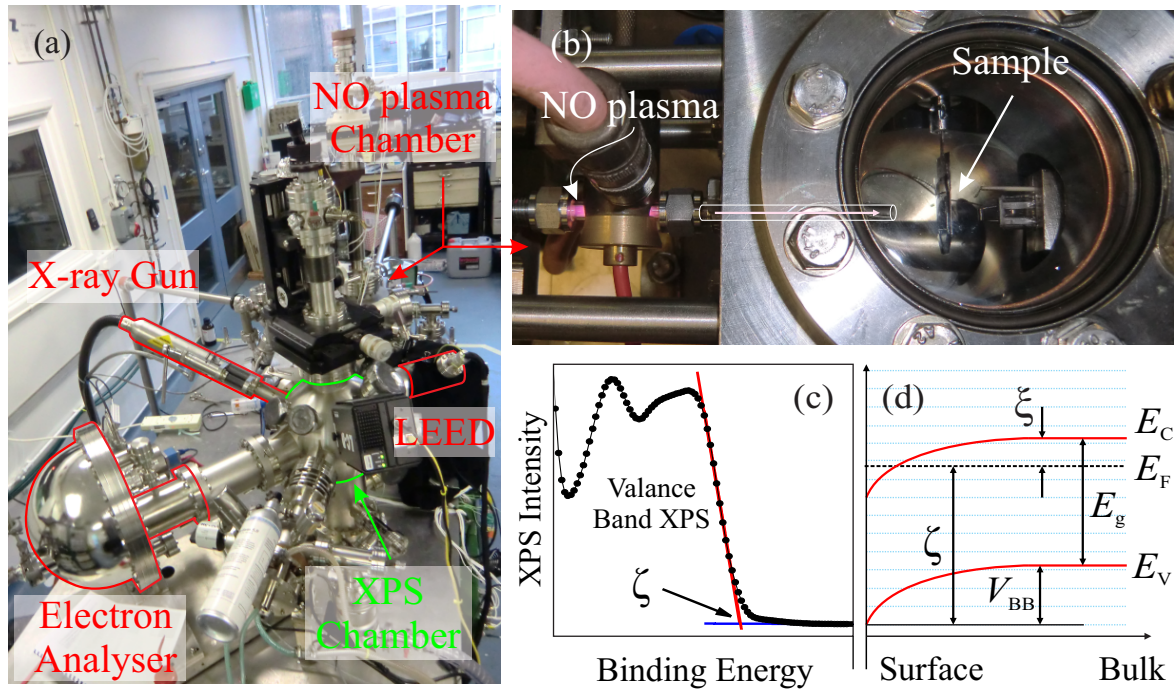 (a)
NO plasma
Chamber
X-ray Gun
LEED
XPS
Chamber
Electron
Analyser
(b)
NO plasma
Sample
(c)
XPS Intensity
Valance
Band XPS
ζ
Binding Energy
(d)
ξ
E_C
E_F
E_g
ζ
E_V
V_BB
Surface
Bulk